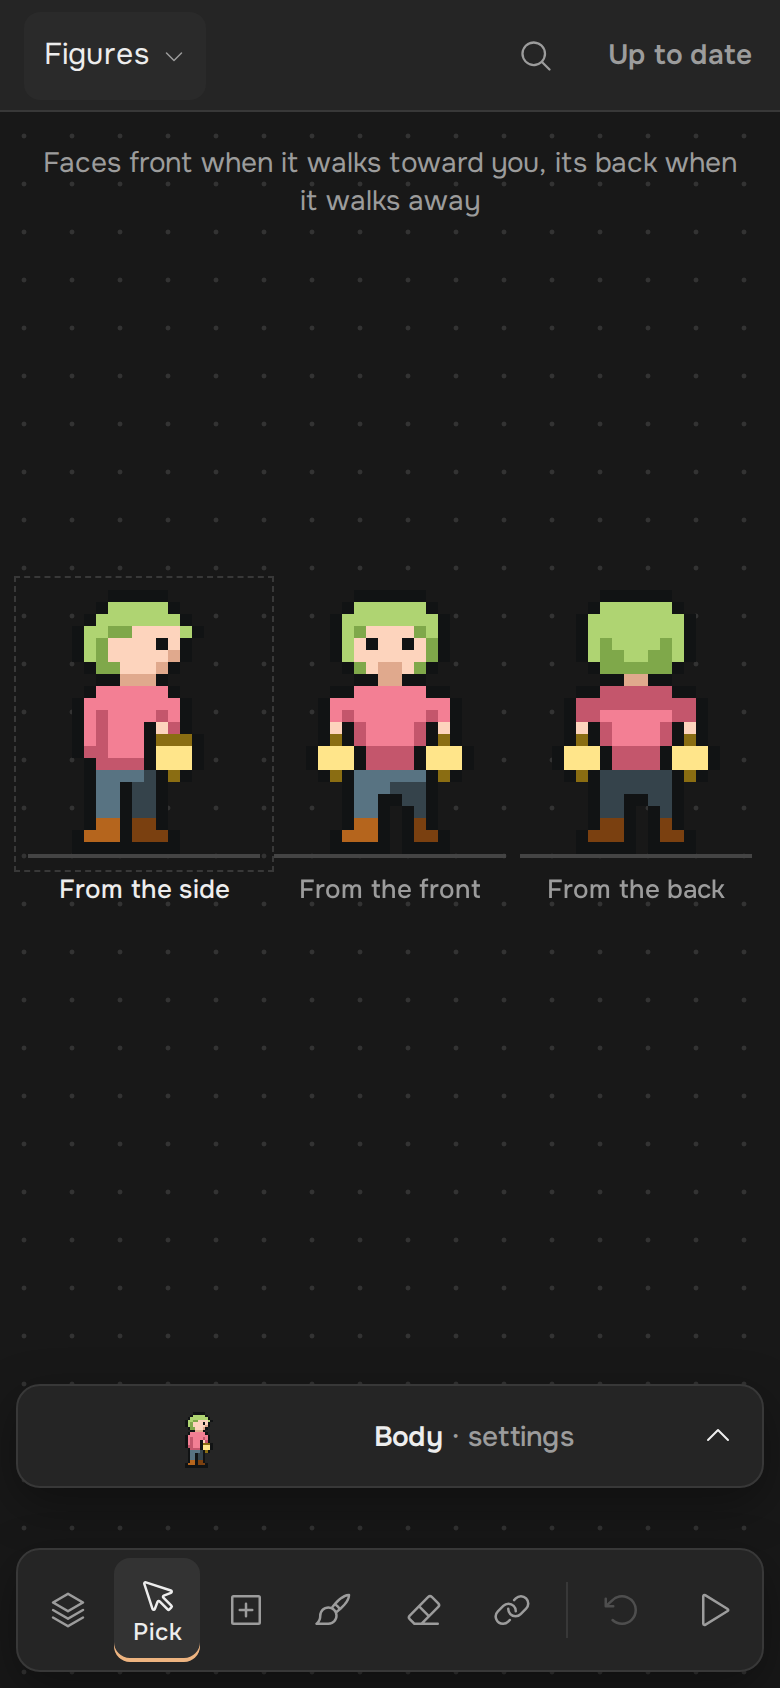 Figures
Up to date
Faces front when it walks toward you, its back when
it walks away
From the side
From the front
From the back
Body · settings
Pick